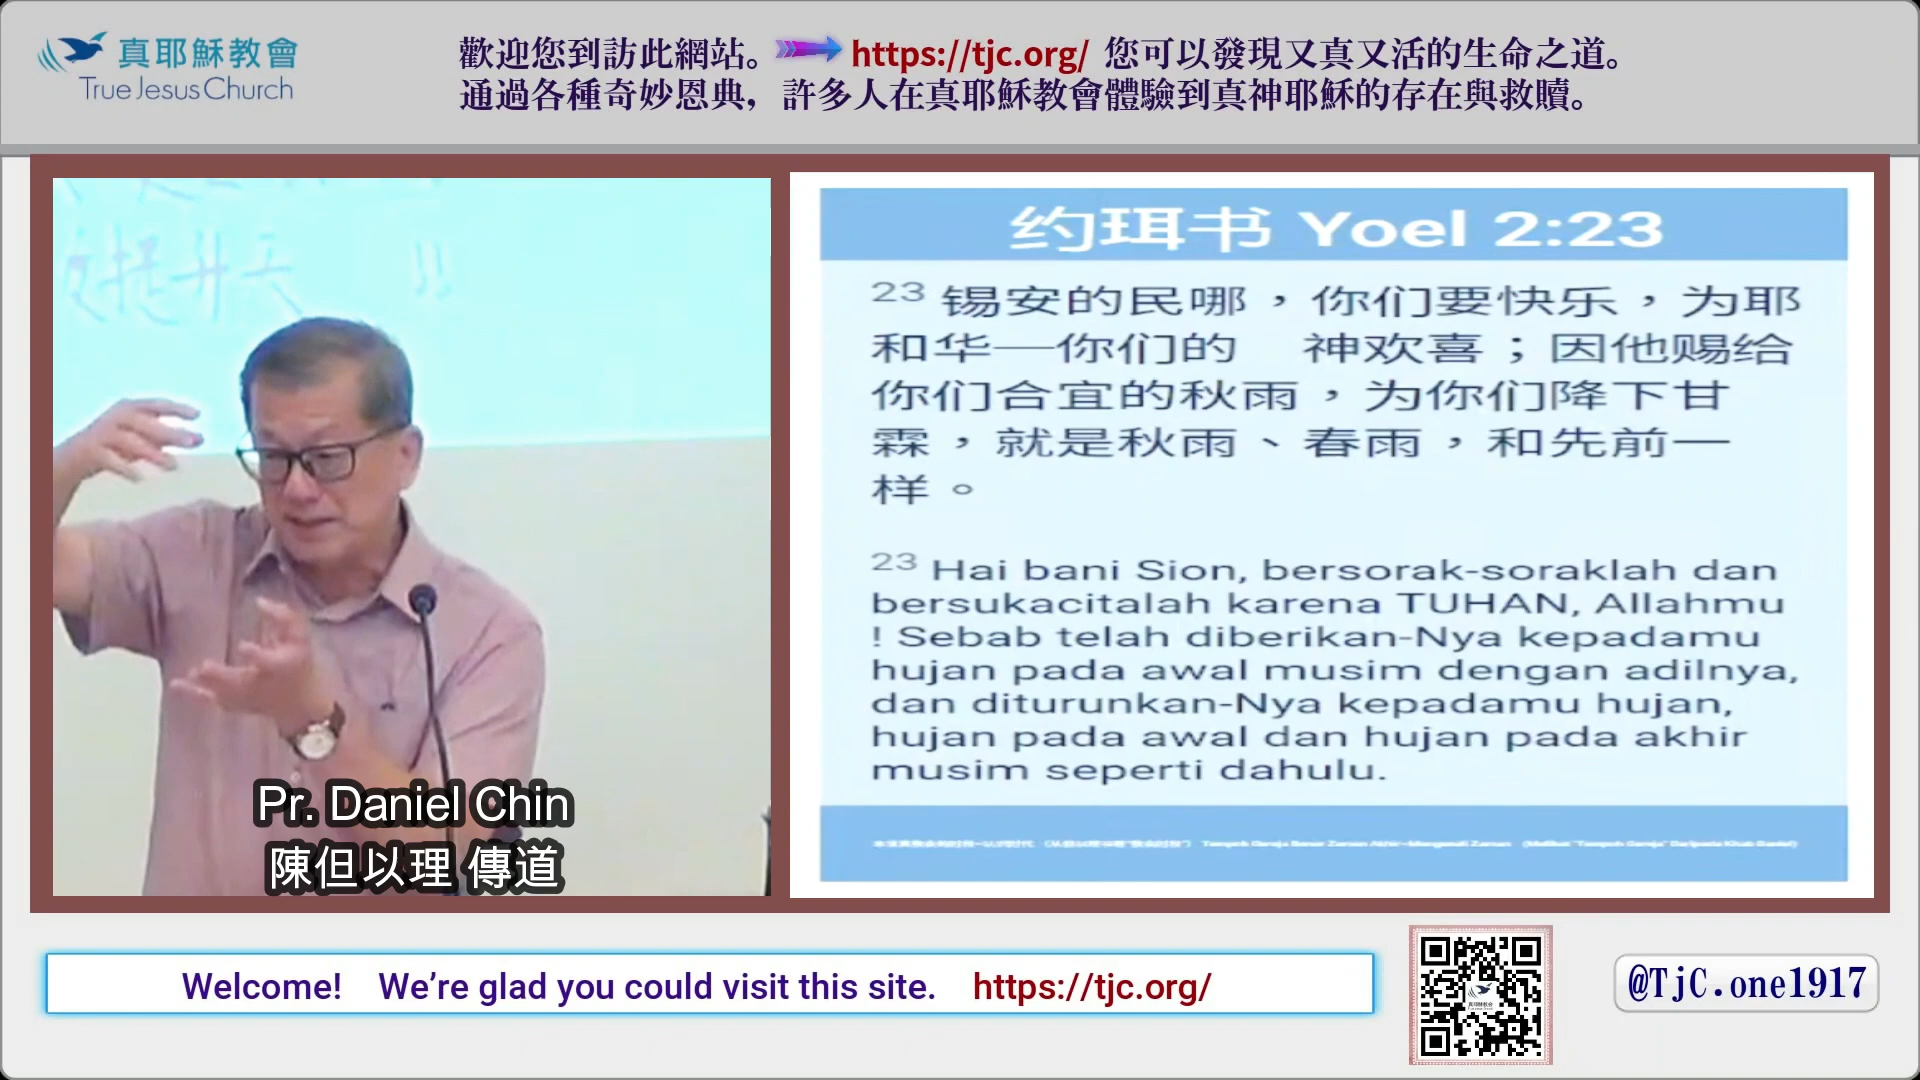 真耶穌教會
True Jesus Church
歡迎您到訪此網站。 https://tjc.org/ 您可以發現又真又活的生命之道。
通過各種奇妙恩典，許多人在真耶穌教會體驗到真神耶穌的存在與救贖。
提升天
Pr. Daniel Chin
陳但以理 傳道
约珥书 Yoel 2:23
23 锡安的民哪，你们要快乐，为耶
和华—你们的 神欢喜；因他赐给
你们合宜的秋雨，为你们降下甘
霖，就是秋雨、春雨，和先前一
样。
23 Hai bani Sion, bersorak-soraklah dan
bersukacitalah karena TUHAN, Allahmu
! Sebab telah diberikan-Nya kepadamu
hujan pada awal musim dengan adilnya,
dan diturunkan-Nya kepadamu hujan,
hujan pada awal dan hujan pada akhir
musim seperti dahulu.
Welcome! We’re glad you could visit this site. https://tjc.org/
@TjC.one1917